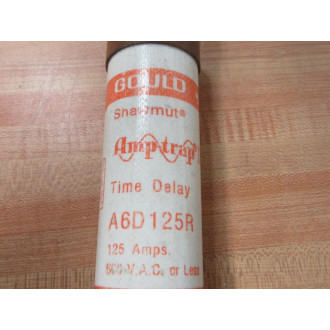 GOULD
Shawmut®
Amp-trap
Time Delay
A6D125R
125 Amps.
600-V.A.C. or Less